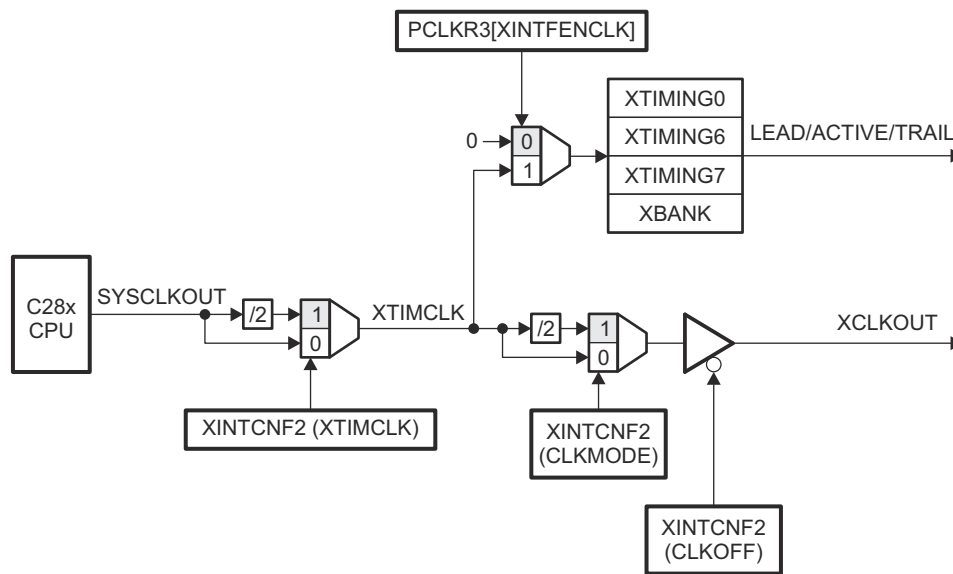 PCLKR3[XINTFENCLK]
XTIMING0
0
0
XTIMING6
LEAD/ACTIVE/TRAIL
1
XTIMING7
XBANK
C28x
CPU
SYSCLKOUT
/2
1
0
XTIMCLK
/2
1
0
XCLKOUT
XINTCNF2 (XTIMCLK)
XINTCNF2
(CLKMODE)
XINTCNF2
(CLKOFF)